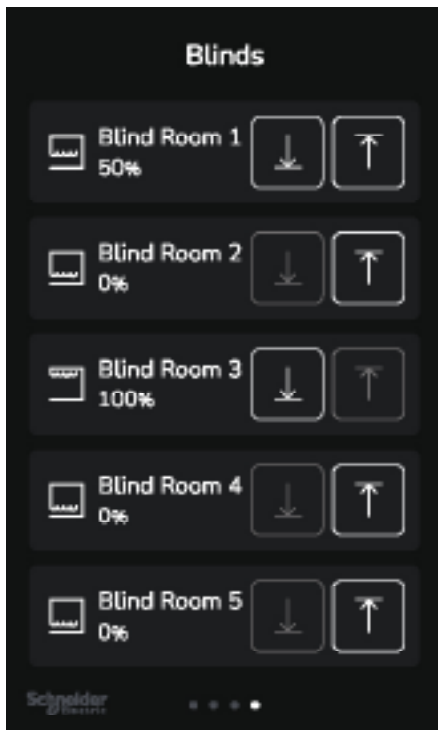 Blinds
Blind Room 1
50%
Blind Room 2
0%
Blind Room 3
100%
Blind Room 4
0%
Blind Room 5
0%
Schneider
Electric